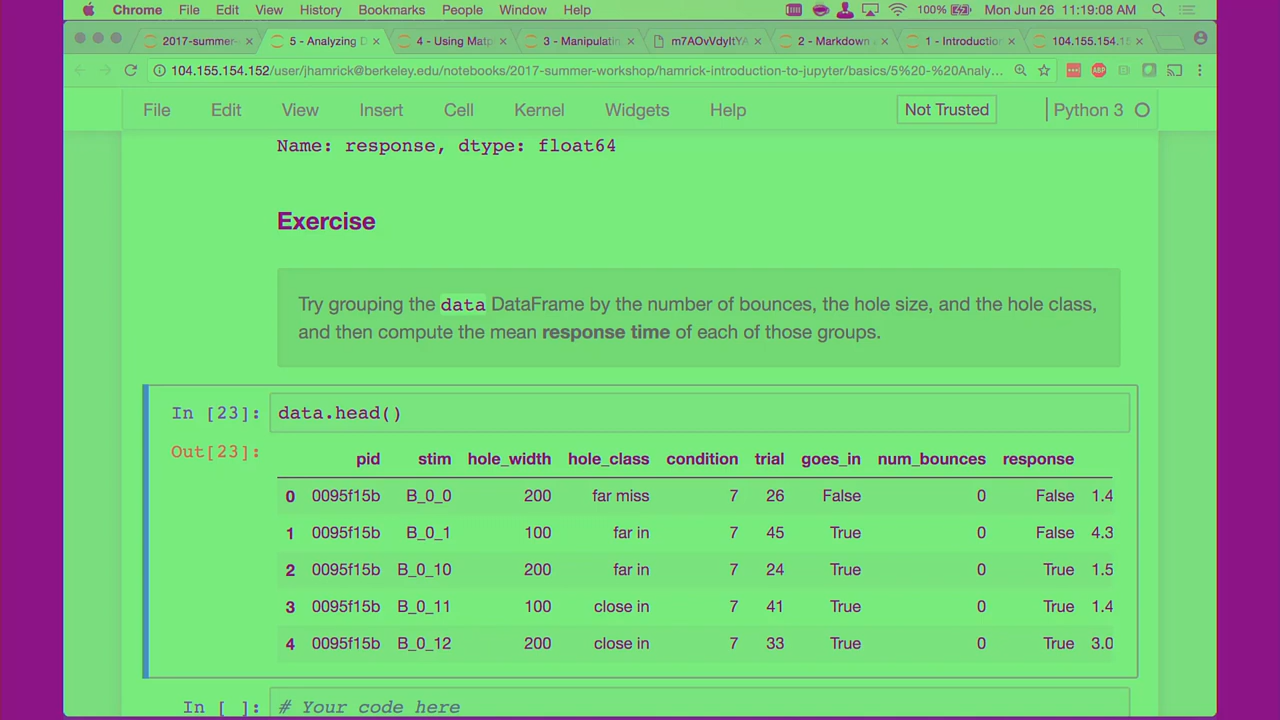 Chrome File Edit View History Bookmarks People Window Help 100% Mon Jun 26 11:19:08 AM
2017-summer- 5 - Analyzing D 4 - Using Matp 3 - Manipulatin m7AOvVdyItYA 2 - Markdown 1 - Introduction 104.155.154.15
104.155.154.152/user/jhamrick@berkeley.edu/notebooks/2017-summer-workshop/hamrick-introduction-to-jupyter/basics/5%20-%20Analy... ABP
File Edit View Insert Cell Kernel Widgets Help Not Trusted Python 3
Name: response, dtype: float64
Exercise
Try grouping the data DataFrame by the number of bounces, the hole size, and the hole class,
and then compute the mean response time of each of those groups.
In [23]: data.head()
Out[23]:
pid stim hole_width hole_class condition trial goes_in num_bounces response
0 0095f15b B_0_0 200 far miss 7 26 False 0 False 1.4
1 0095f15b B_0_1 100 far in 7 45 True 0 False 4.3
2 0095f15b B_0_10 200 far in 7 24 True 0 True 1.5
3 0095f15b B_0_11 100 close in 7 41 True 0 True 1.4
4 0095f15b B_0_12 200 close in 7 33 True 0 True 3.0
In [ ]: # Your code here